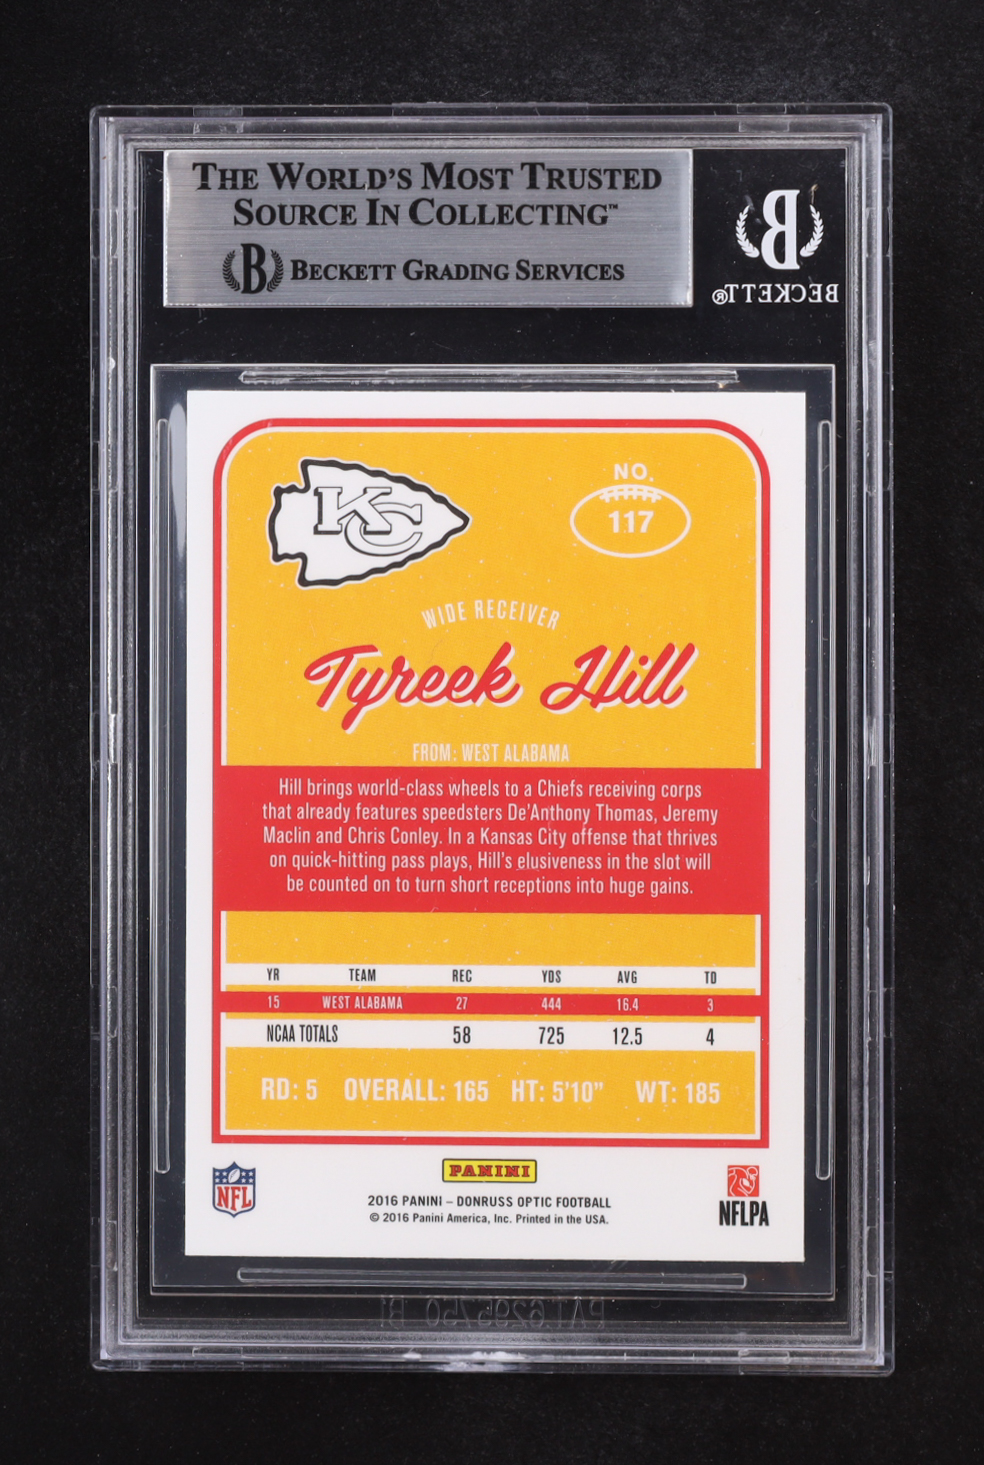 THE WORLD'S MOST TRUSTED
SOURCE IN COLLECTING™
B BECKETT GRADING SERVICES
B
BECKETT®
KC
NO.
117
WIDE RECEIVER
Tyreek Hill
FROM: WEST ALABAMA
Hill brings world-class wheels to a Chiefs receiving corps
that already features speedsters De'Anthony Thomas, Jeremy
Maclin and Chris Conley. In a Kansas City offense that thrives
on quick-hitting pass plays, Hill's elusiveness in the slot will
be counted on to turn short receptions into huge gains.
YR TEAM REC YDS AVG TD
15 WEST ALABAMA 27 444 16.4 3
NCAA TOTALS 58 725 12.5 4
RD: 5 OVERALL: 165 HT: 5'10" WT: 185
NFL
PANINI
2016 PANINI – DONRUSS OPTIC FOOTBALL
© 2016 Panini America, Inc. Printed in the USA.
NFLPA
PAT.6295750 B1